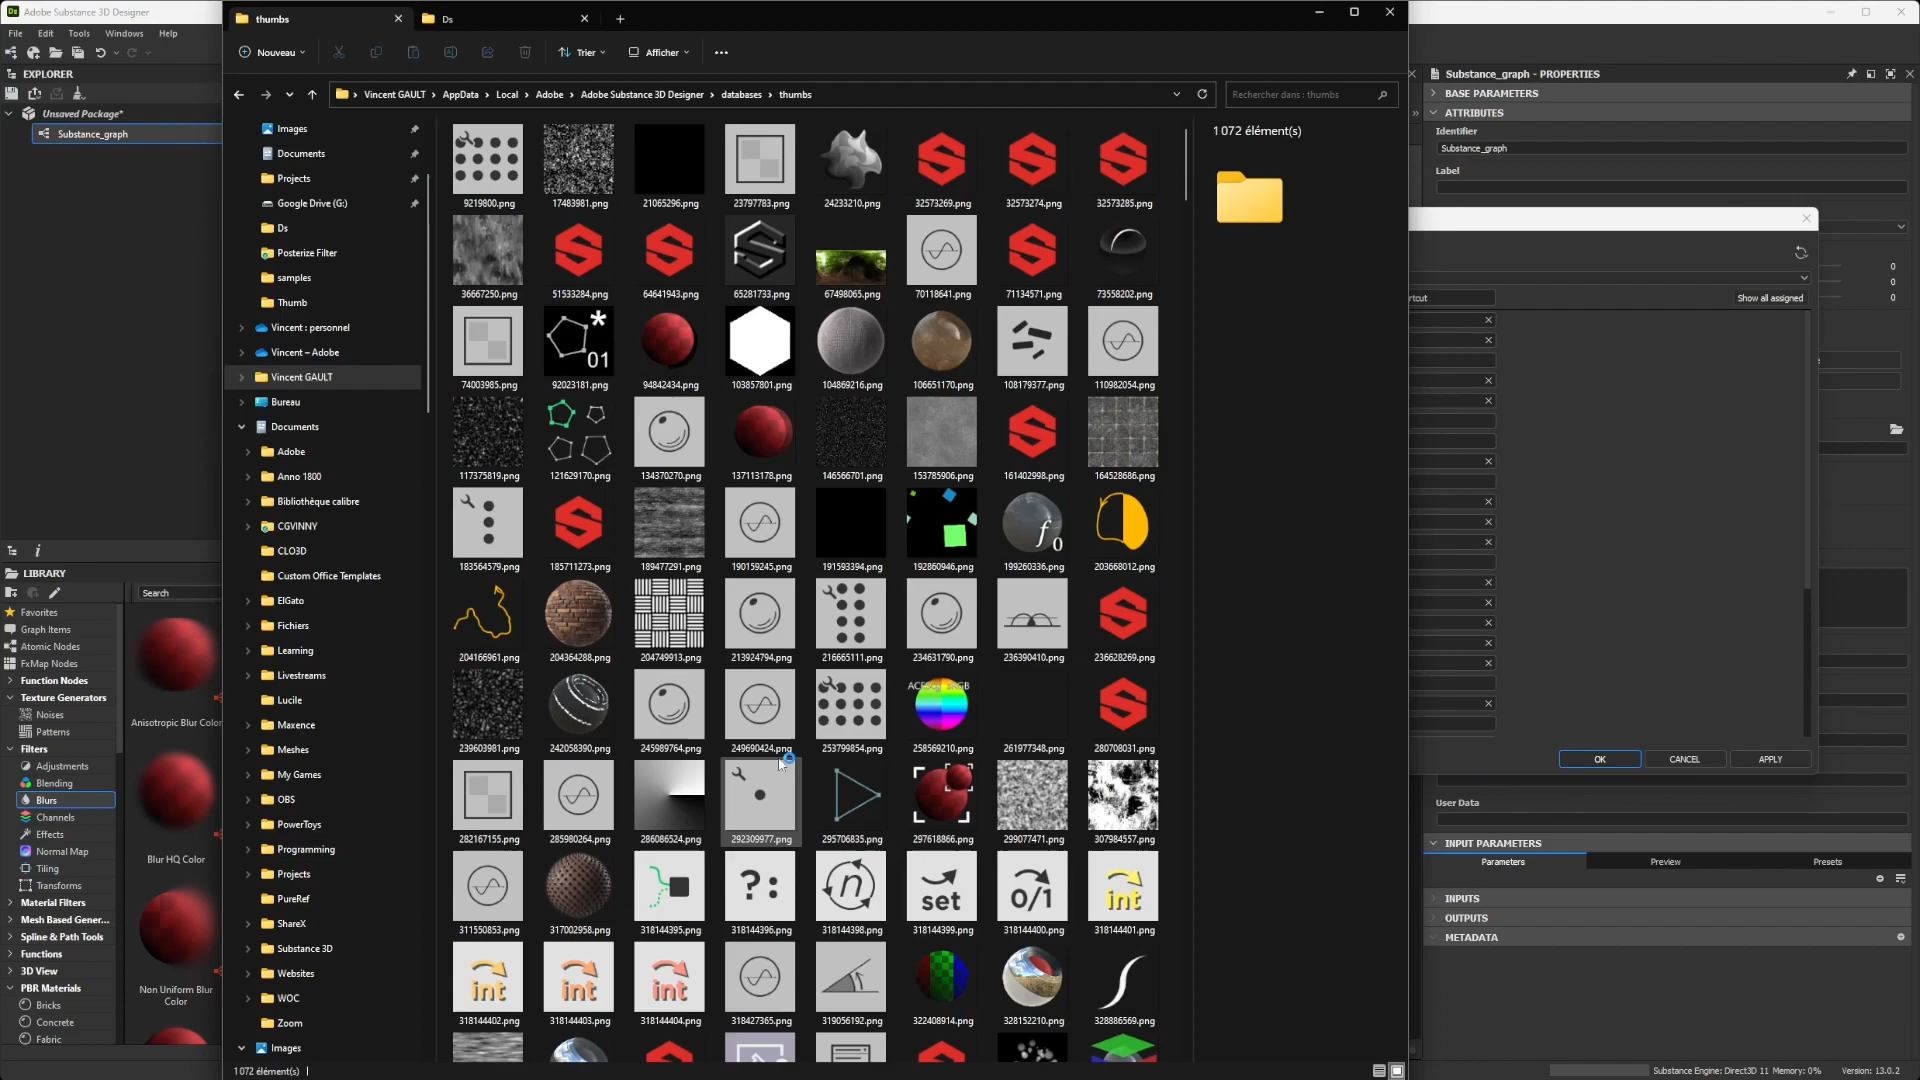 Adobe Substance 3D Designer
File Edit Tools Windows Help
EXPLORER
Unsaved Package*
Substance_graph
LIBRARY
Search
Favorites
Graph Items
Atomic Nodes
FxMap Nodes
Function Nodes
Texture Generators
Noises
Patterns
Filters
Adjustments
Blending
Blurs
Channels
Effects
Normal Map
Tiling
Transforms
Material Filters
Mesh Based Gener...
Spline & Path Tools
Functions
3D View
PBR Materials
Bricks
Concrete
Fabric
Anisotropic Blur Color
Blur HQ Color
Non Uniform Blur
Color
thumbs
Ds
Nouveau
Trier
Afficher
Vincent GAULT > AppData > Local > Adobe > Adobe Substance 3D Designer > databases > thumbs
Rechercher dans : thumbs
Images
Documents
Projects
Google Drive (G:)
Ds
Posterize Filter
samples
Thumb
Vincent : personnel
Vincent – Adobe
Vincent GAULT
Bureau
Documents
Adobe
Anno 1800
Bibliothèque calibre
CGVINNY
CLO3D
Custom Office Templates
ElGato
Fichiers
Learning
Livestreams
Lucile
Maxence
Meshes
My Games
OBS
PowerToys
Programming
Projects
PureRef
ShareX
Substance 3D
Websites
WOC
Zoom
Images
1 072 élément(s)
9219800.png 17483981.png 21065296.png 23797783.png 24233210.png 32573269.png 32573274.png 32573285.png
36667250.png 51533284.png 64641943.png 65281733.png 67498065.png 70118641.png 71134571.png 73558202.png
* 01
74003985.png 92023181.png 94842434.png 103857801.png 104869216.png 106651170.png 108179377.png 110982054.png
117375819.png 121629170.png 134370270.png 137113178.png 146566701.png 153785906.png 161402998.png 164528686.png
f0
183564579.png 185711273.png 189477291.png 190159245.png 191593394.png 192860946.png 199260336.png 203668012.png
204166961.png 204364288.png 204749913.png 213924794.png 216665111.png 234631790.png 236390410.png 236628269.png
239603981.png 242058390.png 245989764.png 249690424.png 253799854.png 258569210.png 261977348.png 280708031.png
282167155.png 285980264.png 286086524.png 292309977.png 295706835.png 297618866.png 299077471.png 307984557.png
? : n set 0/1 int
311550853.png 317002958.png 318144395.png 318144396.png 318144398.png 318144399.png 318144400.png 318144401.png
int int int
318144402.png 318144403.png 318144404.png 318427365.png 319056192.png 322408914.png 328152210.png 328886569.png
1 072 élément(s)
Substance_graph - PROPERTIES
BASE PARAMETERS
ATTRIBUTES
Identifier
Substance_graph
Label
0
0
0
rtcut
Show all assigned
OK CANCEL APPLY
User Data
INPUT PARAMETERS
Parameters Preview Presets
INPUTS
OUTPUTS
METADATA
Substance Engine: Direct3D 11 Memory: 0% Version: 13.0.2